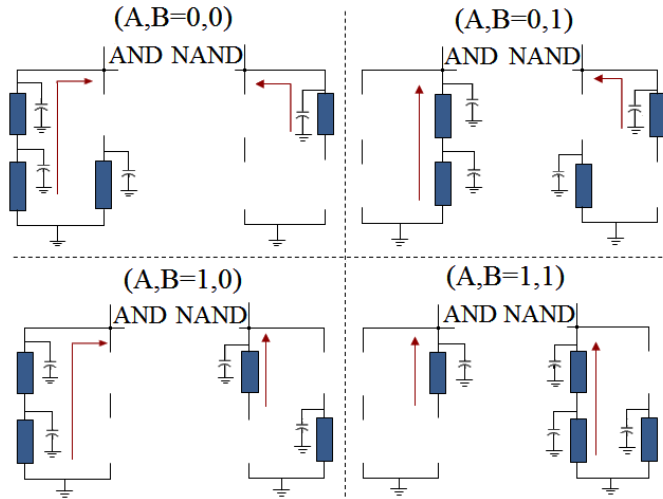 (A,B=0,0)
AND NAND
(A,B=0,1)
AND NAND
(A,B=1,0)
AND NAND
(A,B=1,1)
AND NAND